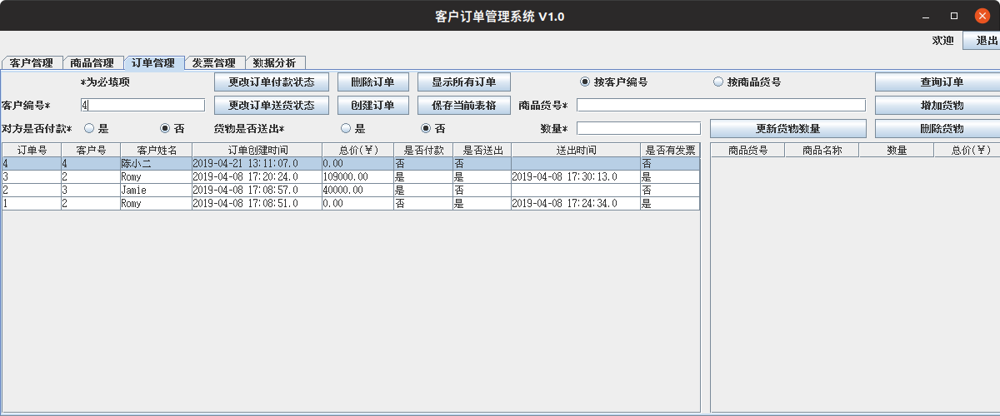 客户订单管理系统 V1.0
欢迎 退出
客户管理 商品管理 订单管理 发票管理 数据分析
*为必填项 更改订单付款状态 删除订单 显示所有订单 按客户编号 按商品货号 查询订单
客户编号* 4 更改订单送货状态 创建订单 保存当前表格 商品货号* 增加货物
对方是否付款* 是 否 货物是否送出* 是 否 数量* 更新货物数量 删除货物
订单号 客户号 客户姓名 订单创建时间 总价(¥) 是否付款 是否送出 送出时间 是否有发票 商品货号 商品名称 数量 总价(¥)
4 4 陈小二 2019-04-21 13:11:07.0 0.00 否 否 否
3 2 Romy 2019-04-08 17:20:24.0 109000.00 是 是 2019-04-08 17:30:13.0 是
2 3 Jamie 2019-04-08 17:08:57.0 40000.00 是 否 否
1 2 Romy 2019-04-08 17:08:51.0 0.00 否 是 2019-04-08 17:24:34.0 是